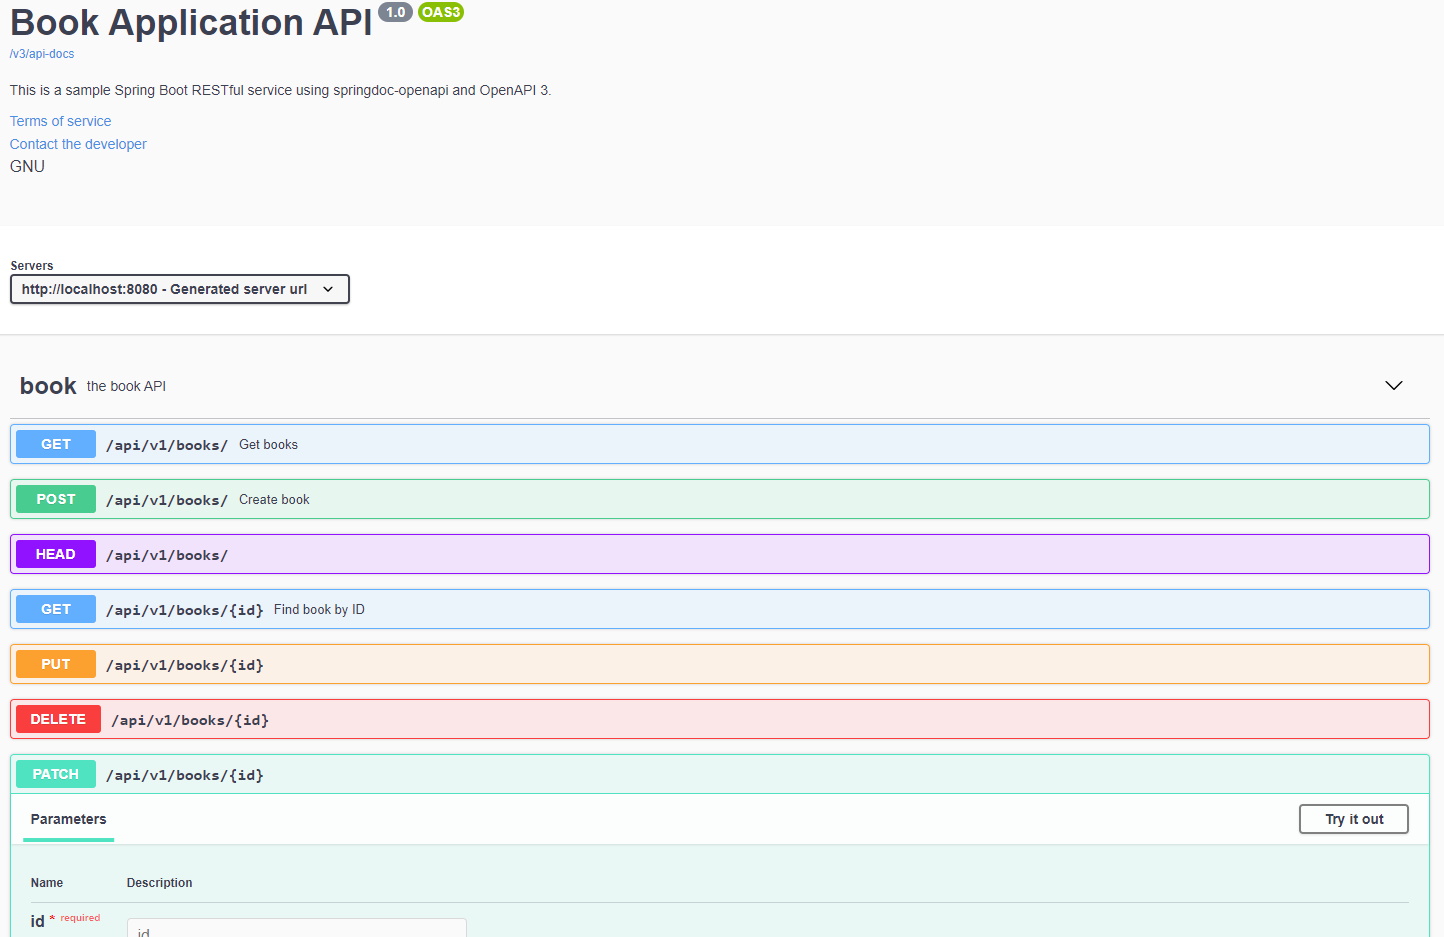 Book Application API 1.0 OAS3
/v3/api-docs
This is a sample Spring Boot RESTful service using springdoc-openapi and OpenAPI 3.
Terms of service
Contact the developer
GNU
Servers
http://localhost:8080 - Generated server url
book the book API
GET /api/v1/books/ Get books
POST /api/v1/books/ Create book
HEAD /api/v1/books/
GET /api/v1/books/{id} Find book by ID
PUT /api/v1/books/{id}
DELETE /api/v1/books/{id}
PATCH /api/v1/books/{id}
Parameters Try it out
Name Description
id * required
id